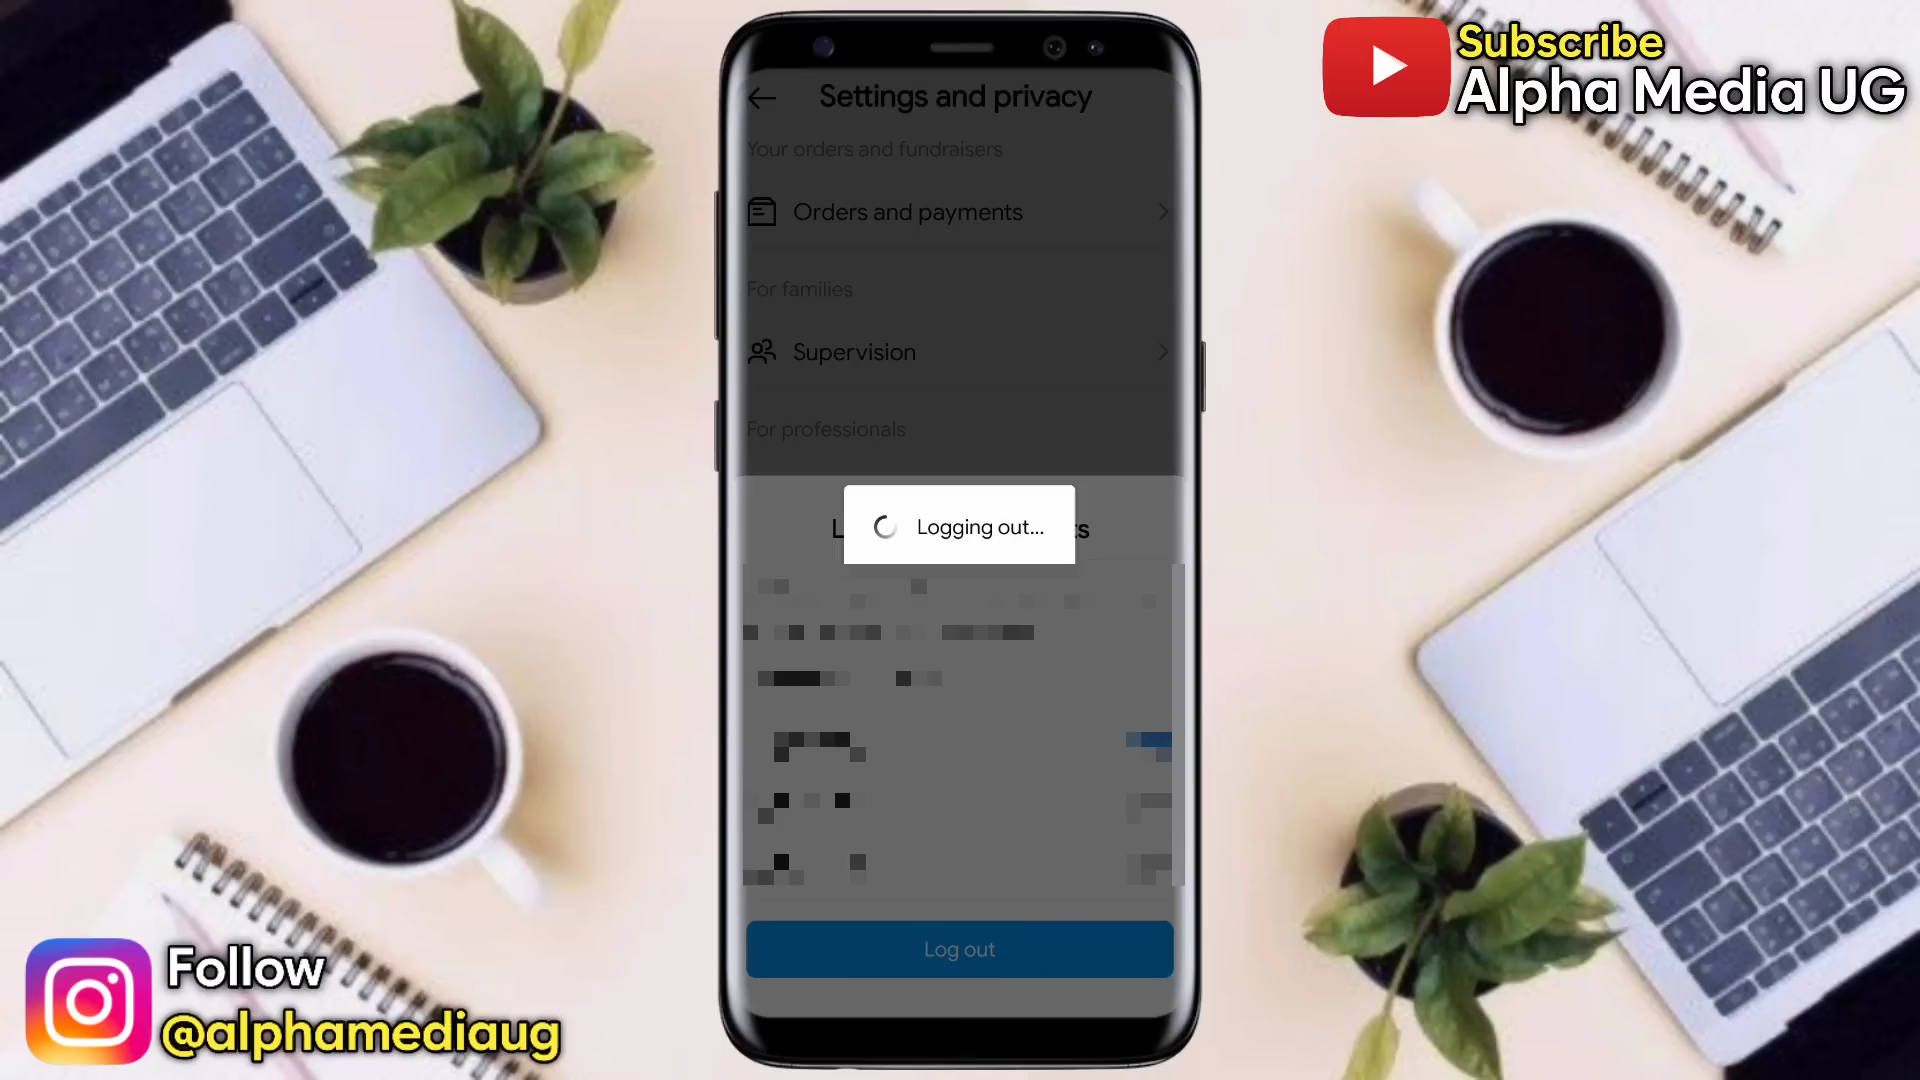 Subscribe
Alpha Media UG
Settings and privacy
Your orders and fundraisers
Orders and payments
For families
Supervision
For professionals
Logging out...
Log out
Follow
@alphamediaug